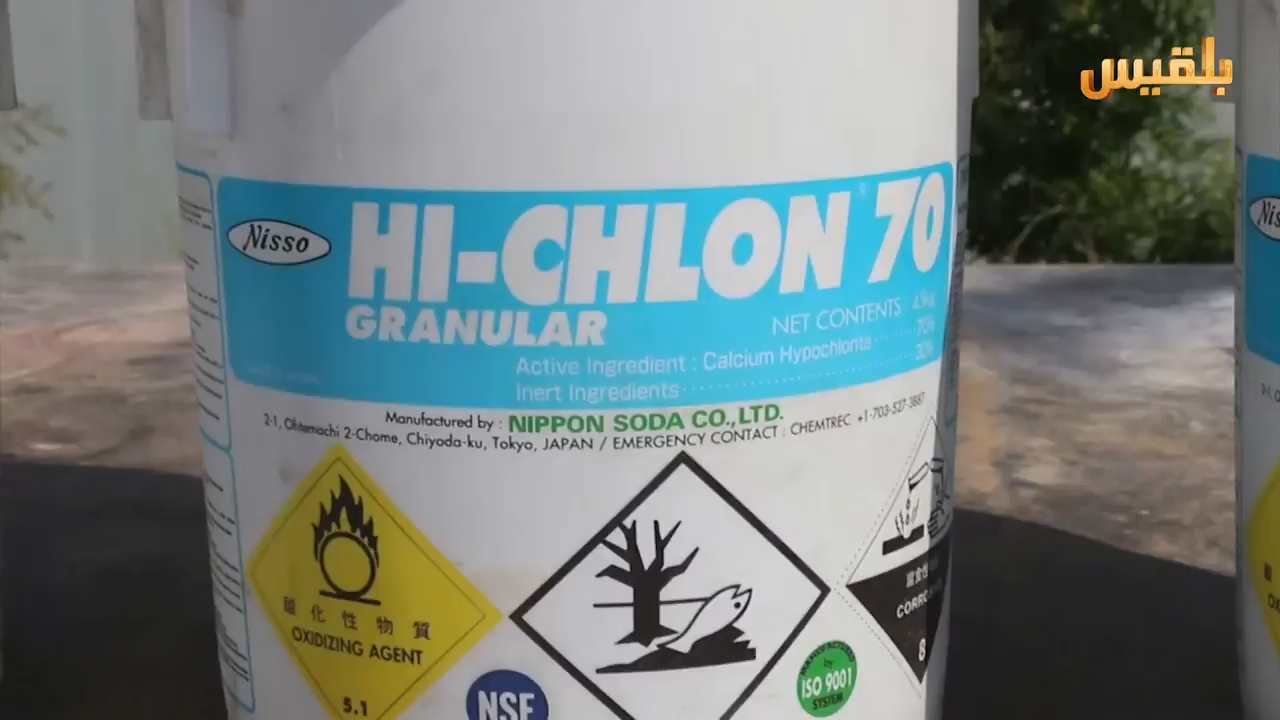 بلقيس
Nisso
HI-CHLON® 70
GRANULAR
NET CONTENTS
Active Ingredient : Calcium Hypochlorite 70%
Inert Ingredients 30%
Manufactured by : NIPPON SODA CO.,LTD.
2-1, Ohtemachi 2-Chome, Chiyoda-ku, Tokyo, JAPAN / EMERGENCY CONTACT : CHEMTREC +1-703-527-3887
酸化性物質
OXIDIZING AGENT
5.1
NSF
MANUFACTURED
by
ISO 9001
SYSTEM
8